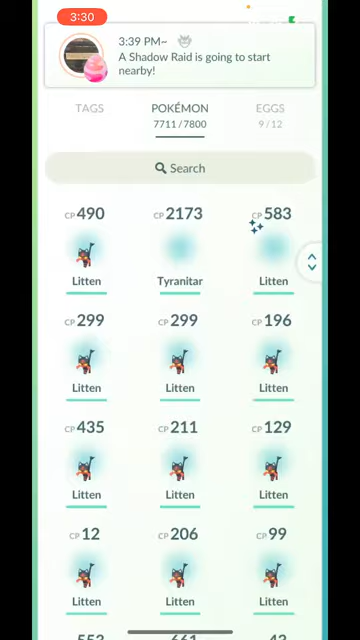 3:30
3:39 PM~
A Shadow Raid is going to start
nearby!
TAGS
POKÉMON
EGGS
7711/7800
9/12
Search
CP490
CP2173
CP583
Litten
Tyranitar
Litten
CP299
CP299
CP196
Litten
Litten
Litten
CP435
CP211
CP129
Litten
Litten
Litten
CP12
CP206
CP99
Litten
Litten
Litten